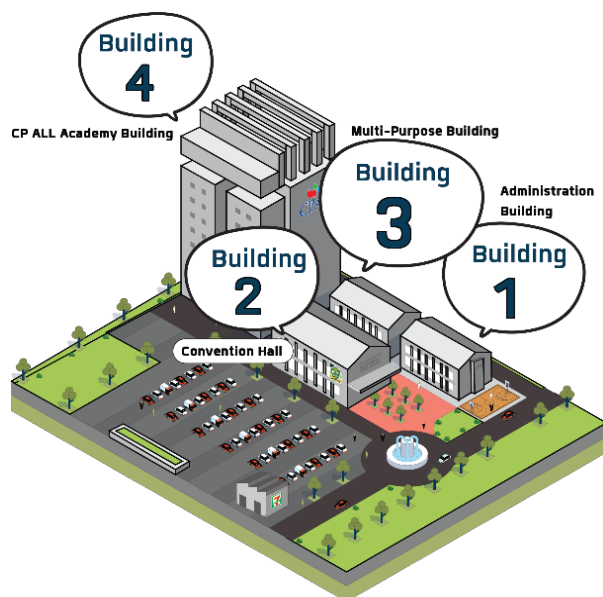 Building
4
CP ALL Academy Building
Multi-Purpose Building
Building
3
Administration
Building
Building
1
Building
2
Convention Hall
7